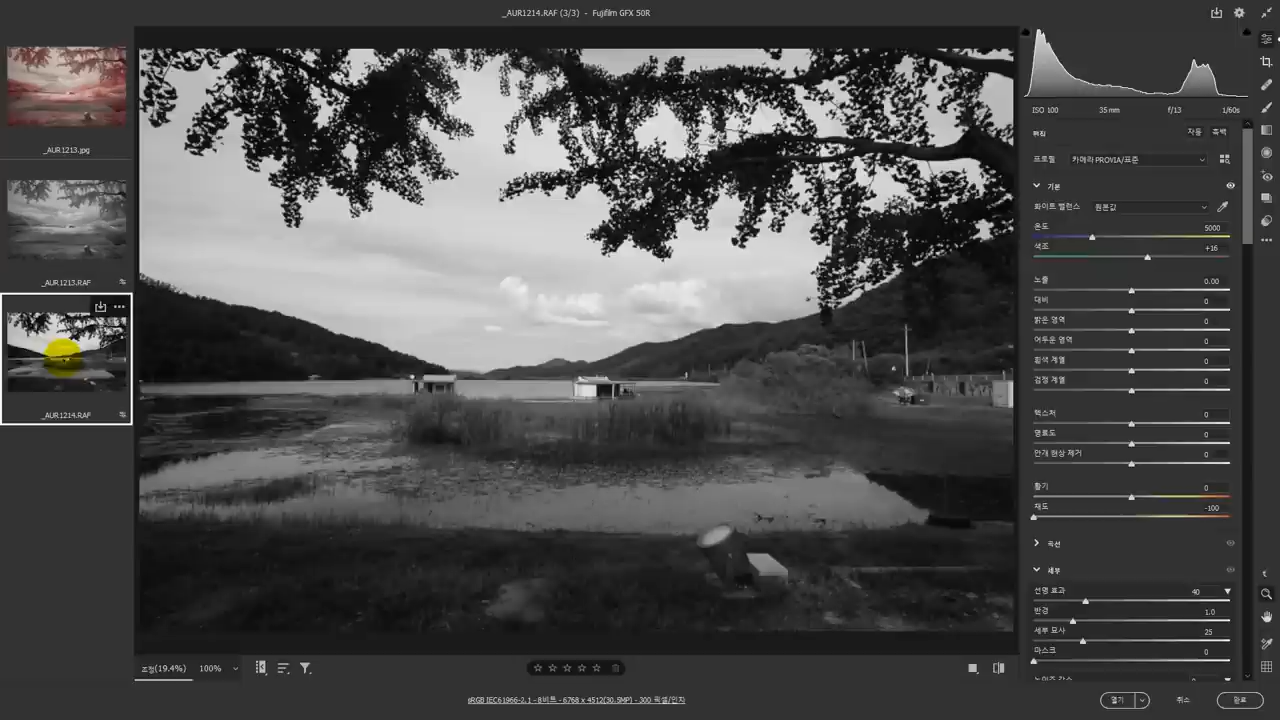 _AUR1214.RAF (3/3) - Fujifilm GFX 50R
_AUR1213.jpg
_AUR1213.RAF
_AUR1214.RAF
조정(19.4%) 100%
ISO 100 35 mm f/13 1/60s
편집 자동 흑백
프로필 카메라 PROVIA/표준
기본
화이트 밸런스 원본값
온도 5000
색조 +16
노출 0.00
대비 0
밝은 영역 0
어두운 영역 0
흰색 계열 0
검정 계열 0
텍스처 0
명료도 0
안개 현상 제거 0
활기 0
채도 -100
곡선
세부
선명 효과 40
반경 1.0
세부 묘사 25
마스크 0
노이즈 감소 0
sRGB IEC61966-2.1 - 8비트 - 6768 x 4512(30.5MP) - 300 픽셀/인치
열기 취소 완료